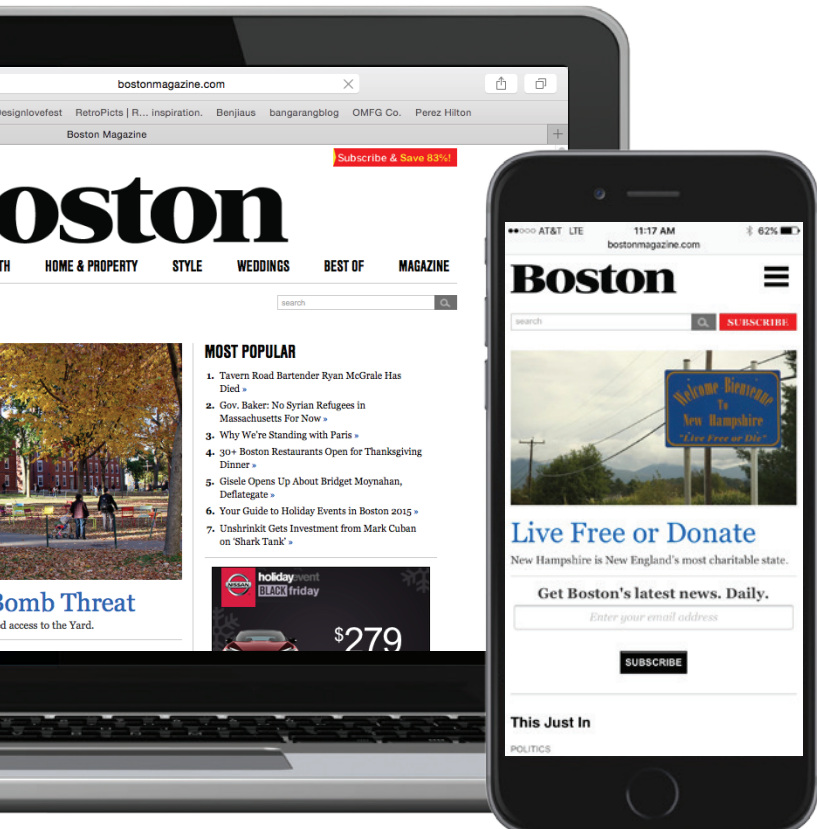 bostonmagazine.com
Designlovefest RetroPicts | R... inspiration. Benjiaus bangarangblog OMFG Co. Perez Hilton
Boston Magazine
+
Subscribe & Save 83%!
oston
TH HOME & PROPERTY STYLE WEDDINGS BEST OF MAGAZINE
search
MOST POPULAR
1. Tavern Road Bartender Ryan McGrale Has
Died »
2. Gov. Baker: No Syrian Refugees in
Massachusetts For Now »
3. Why We're Standing with Paris »
4. 30+ Boston Restaurants Open for Thanksgiving
Dinner »
5. Gisele Opens Up About Bridget Moynahan,
Deflategate »
6. Your Guide to Holiday Events in Boston 2015 »
7. Unshrinkit Gets Investment from Mark Cuban
on 'Shark Tank' »
Bomb Threat
d access to the Yard.
NISSAN
holidayevent
BLACK friday
$279
AT&T LTE 11:17 AM 62%
bostonmagazine.com
Boston
search
SUBSCRIBE
Welcome Bienvenue
To
New Hampshire
"Live Free or Die"
Live Free or Donate
New Hampshire is New England's most charitable state.
Get Boston's latest news. Daily.
Enter your email address
SUBSCRIBE
This Just In
POLITICS